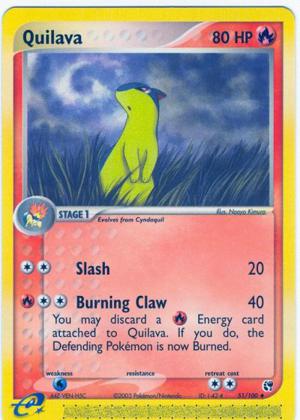 Quilava 80 HP
Illus. Naoyo Kimura
STAGE 1
Evolves from Cyndaquil
Slash 20
Burning Claw 40
You may discard a Energy card
attached to Quilava. If you do, the
Defending Pokémon is now Burned.
weakness resistance retreat cost
©2003 Pokémon/Nintendo 51/100
e